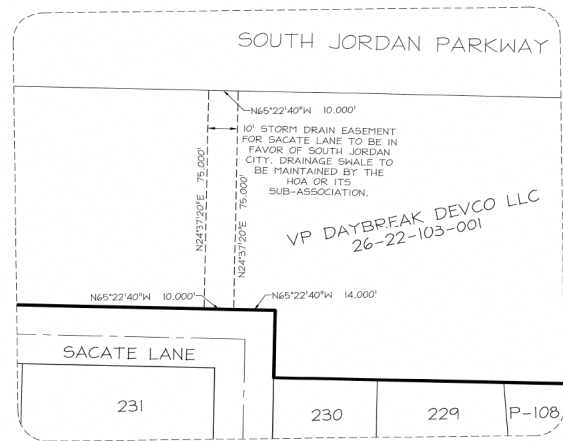 SOUTH JORDAN PARKWAY
N65°22'40"W 10.000'
10' STORM DRAIN EASEMENT
FOR SACATE LANE TO BE IN
FAVOR OF SOUTH JORDAN
CITY. DRAINAGE SWALE TO
BE MAINTAINED BY THE
HOA OR ITS
SUB-ASSOCIATION.
N24°37'20"E 75.000'
N24°37'20"E 75.000'
VP DAYBREAK DEVCO LLC
26-22-103-001
N65°22'40"W 10.000'
N65°22'40"W 14.000'
SACATE LANE
231
230
229
P-108